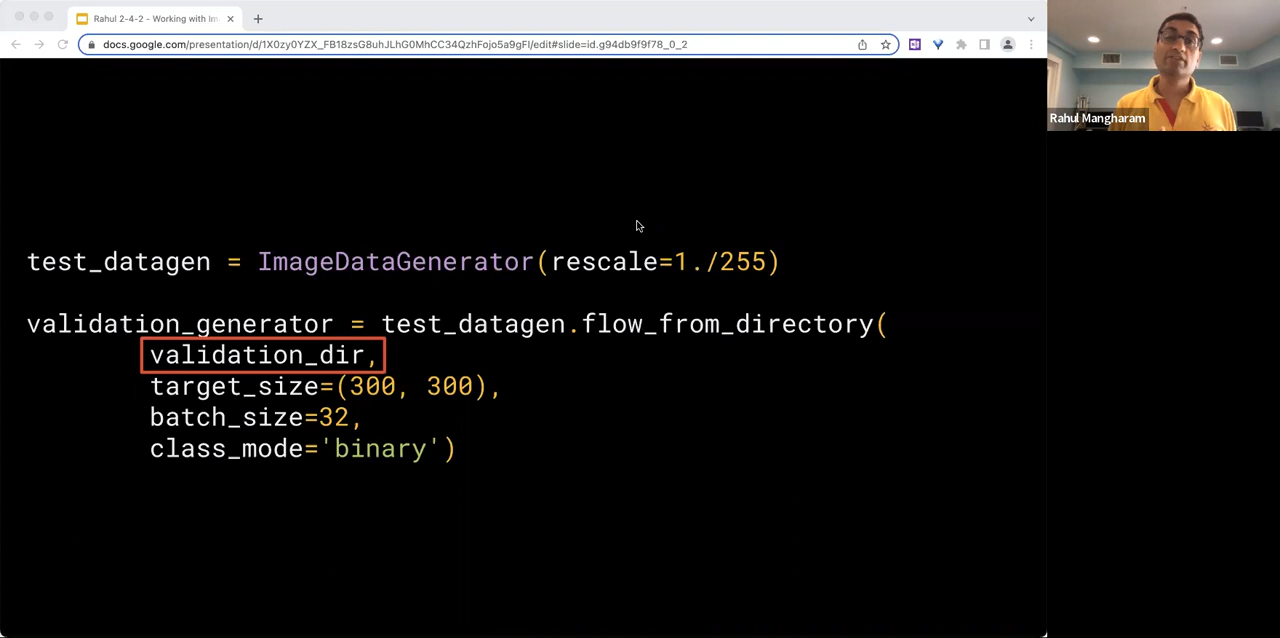 Rahul 2-4-2 - Working with Im
docs.google.com/presentation/d/1X0zy0YZX_FB18zsG8uhJLhG0MhCC34QzhFojo5a9gFI/edit#slide=id.g94db9f9f78_0_2
Rahul Mangharam
test_datagen = ImageDataGenerator(rescale=1./255)
validation_generator = test_datagen.flow_from_directory(
validation_dir,
target_size=(300, 300),
batch_size=32,
class_mode='binary')